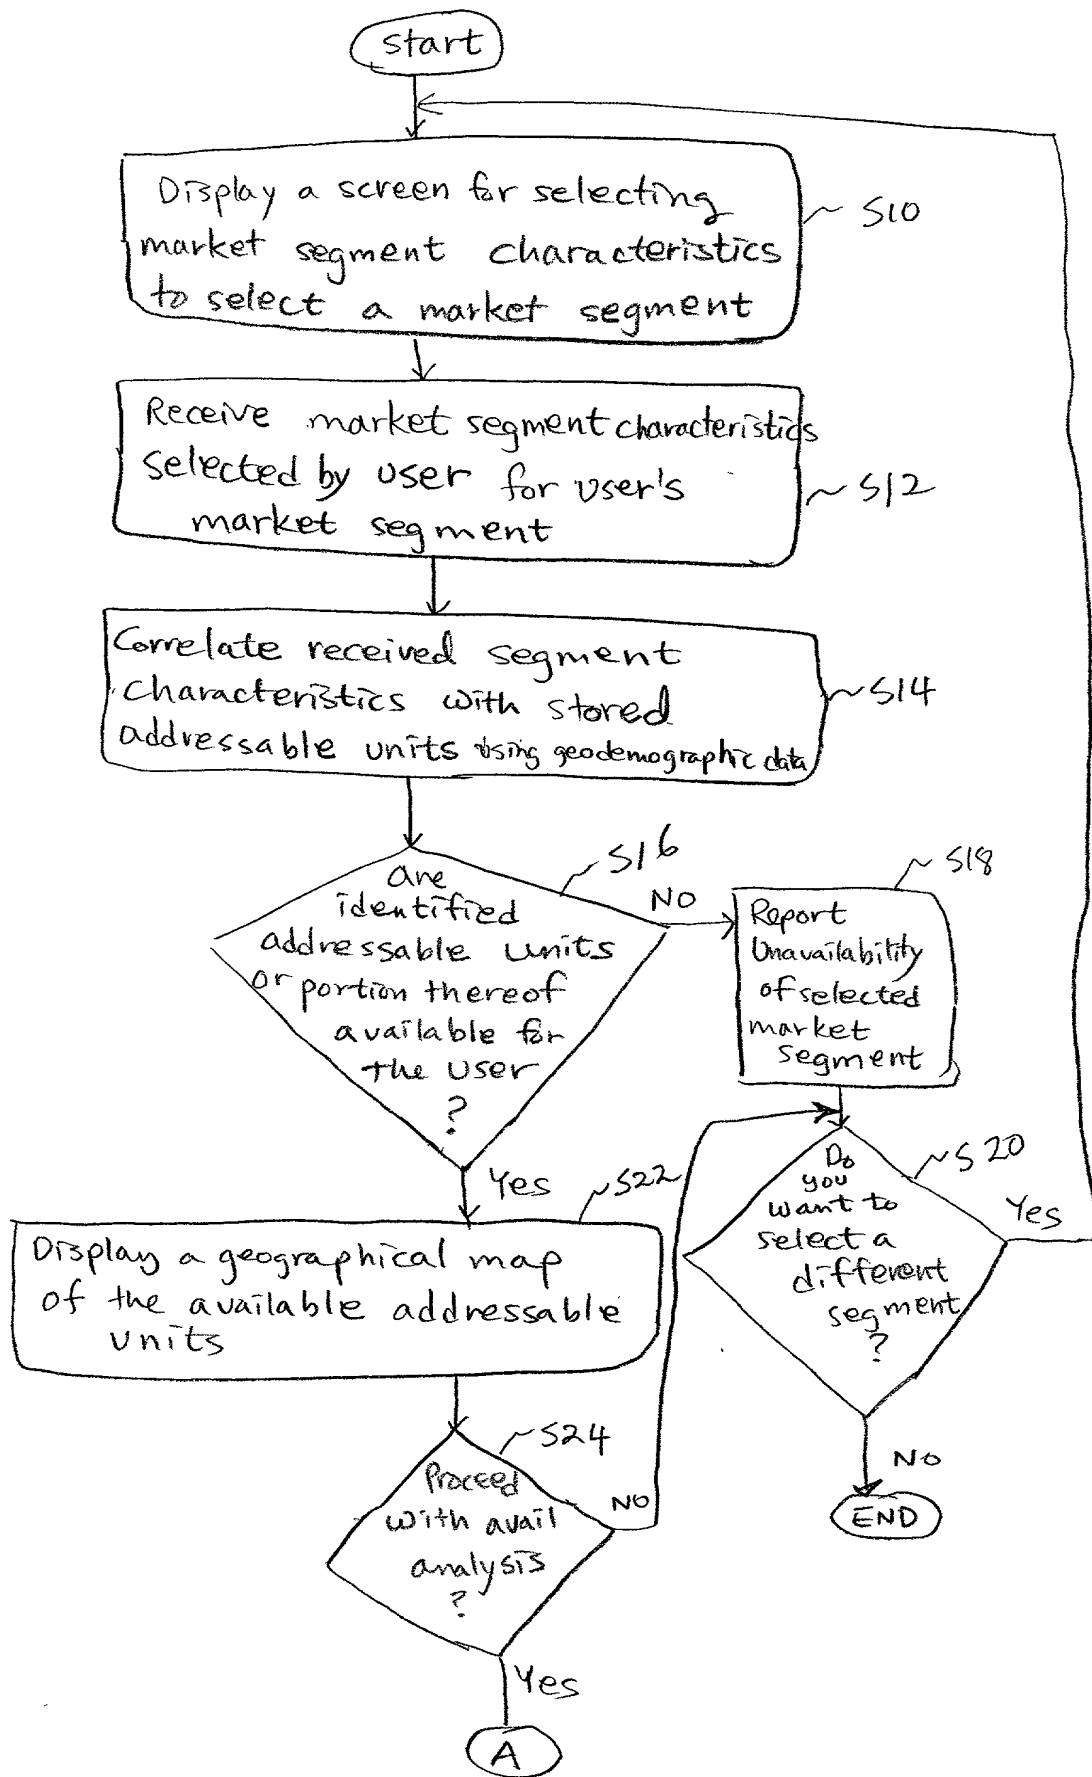 start
Display a screen for selecting
market segment characteristics
to select a market segment
S10
Receive market segment characteristics
selected by user for user's
market segment
S12
Correlate received segment
characteristics with stored
addressable units using geodemographic data
S14
are
identified
addressable units
or portion thereof
available for
the user
?
S16
NO
Report
Unavailability
of selected
market
segment
S18
Do
you
want to
select a
different
segment
?
S20
Yes
NO
END
Yes
S22
Display a geographical map
of the available addressable
units
S24
Proceed
with avail
analysis
?
NO
Yes
A